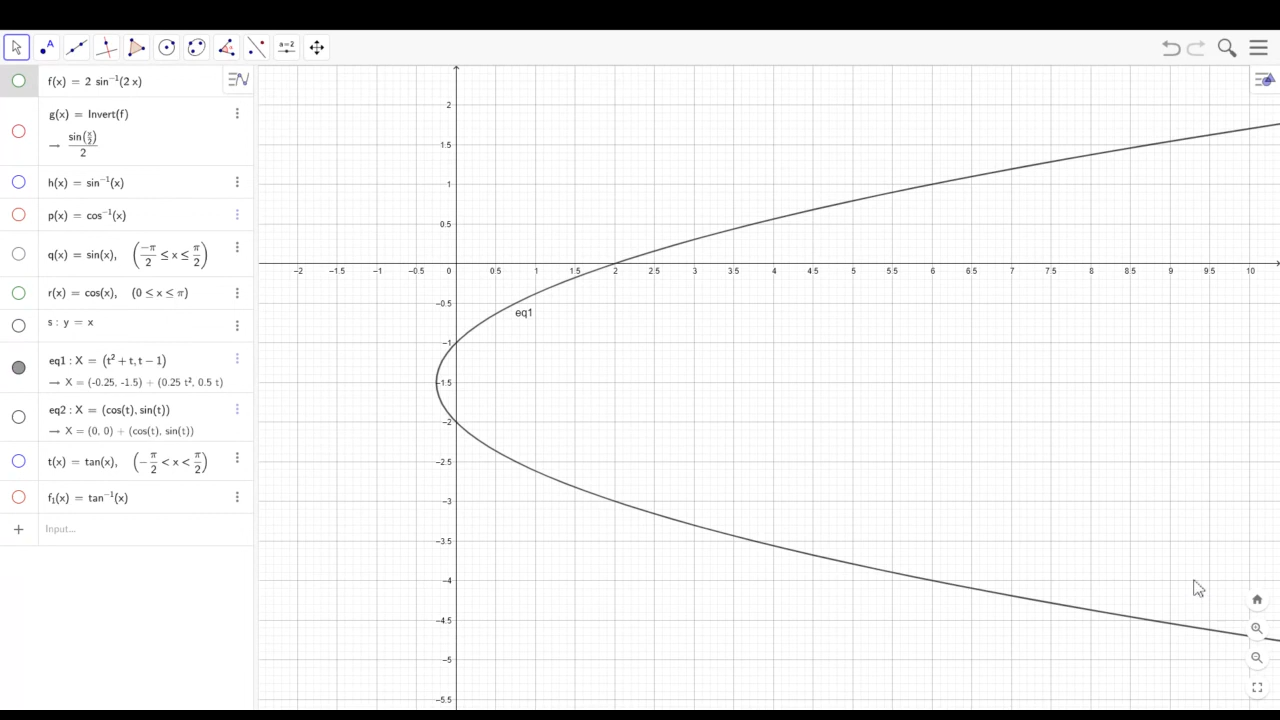 a=2
f(x) = 2 sin⁻¹(2 x)
g(x) = Invert(f)
→ sin(x/2)/2
h(x) = sin⁻¹(x)
p(x) = cos⁻¹(x)
q(x) = sin(x), (−π/2 ≤ x ≤ π/2)
r(x) = cos(x), (0 ≤ x ≤ π)
s : y = x
eq1 : X = (t² + t, t − 1)
→ X = (-0.25, -1.5) + (0.25 t², 0.5 t)
eq2 : X = (cos(t), sin(t))
→ X = (0, 0) + (cos(t), sin(t))
t(x) = tan(x), (−π/2 < x < π/2)
f₁(x) = tan⁻¹(x)
+ Input...
2
1.5
1
0.5
−2 −1.5 −1 −0.5 0 0.5 1 1.5 2 2.5 3 3.5 4 4.5 5 5.5 6 6.5 7 7.5 8 8.5 9 9.5 10
−0.5
eq1
−1
−1.5
−2
−2.5
−3
−3.5
−4
−4.5
−5
−5.5